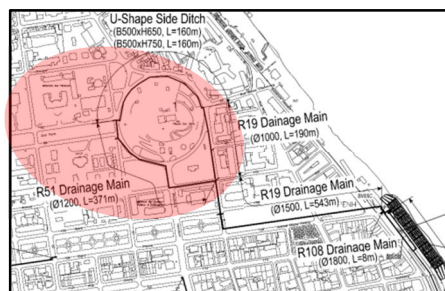 U-Shape Side Ditch
(B500xH650, L=160m)
(B500xH750, L=160m)
R19 Drainage Main
(Ø1000, L=190m)
R51 Drainage Main
(Ø1200, L=371m)
R19 Drainage Main
(Ø1500, L=543m)
R108 Drainage Main
(Ø1800, L=8m)